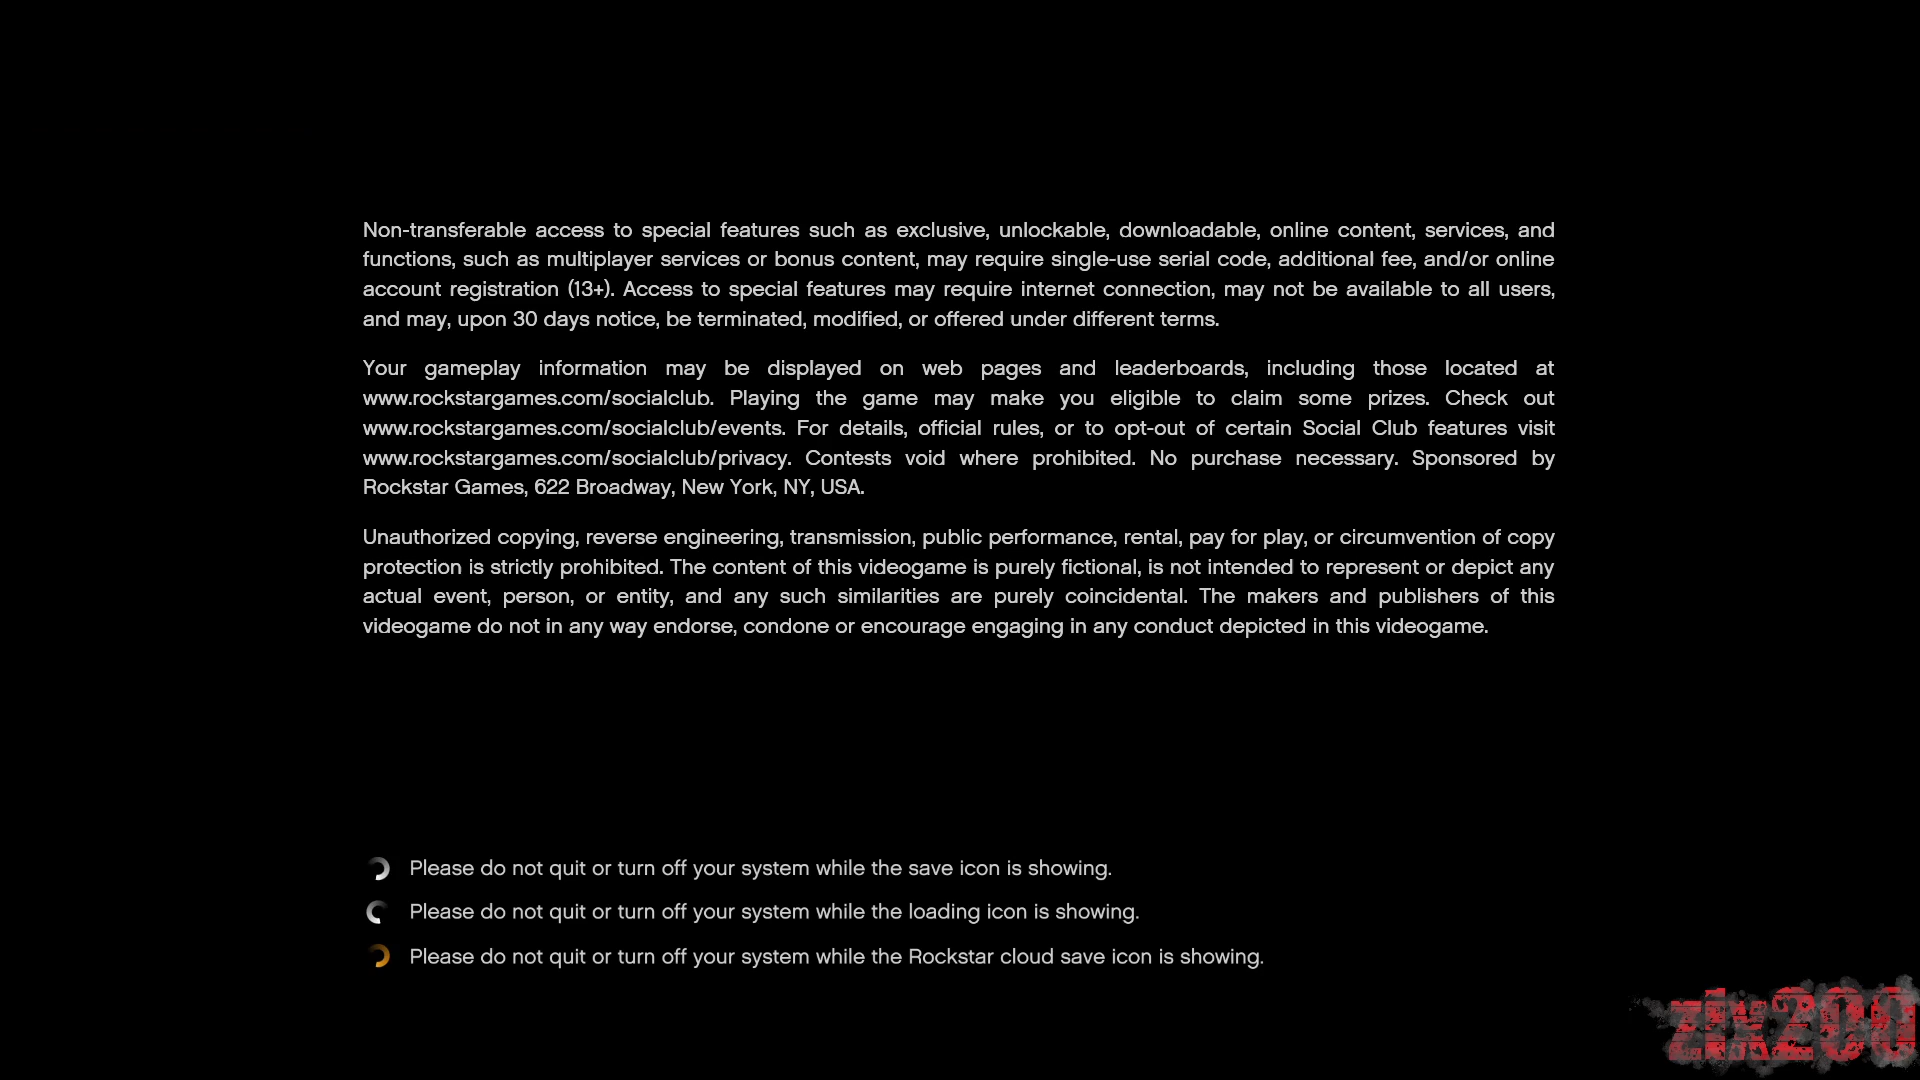 Non-transferable access to special features such as exclusive, unlockable, downloadable, online content, services, and
functions, such as multiplayer services or bonus content, may require single-use serial code, additional fee, and/or online
account registration (13+). Access to special features may require internet connection, may not be available to all users,
and may, upon 30 days notice, be terminated, modified, or offered under different terms.
Your gameplay information may be displayed on web pages and leaderboards, including those located at
www.rockstargames.com/socialclub. Playing the game may make you eligible to claim some prizes. Check out
www.rockstargames.com/socialclub/events. For details, official rules, or to opt-out of certain Social Club features visit
www.rockstargames.com/socialclub/privacy. Contests void where prohibited. No purchase necessary. Sponsored by
Rockstar Games, 622 Broadway, New York, NY, USA.
Unauthorized copying, reverse engineering, transmission, public performance, rental, pay for play, or circumvention of copy
protection is strictly prohibited. The content of this videogame is purely fictional, is not intended to represent or depict any
actual event, person, or entity, and any such similarities are purely coincidental. The makers and publishers of this
videogame do not in any way endorse, condone or encourage engaging in any conduct depicted in this videogame.
Please do not quit or turn off your system while the save icon is showing.
Please do not quit or turn off your system while the loading icon is showing.
Please do not quit or turn off your system while the Rockstar cloud save icon is showing.
zix200